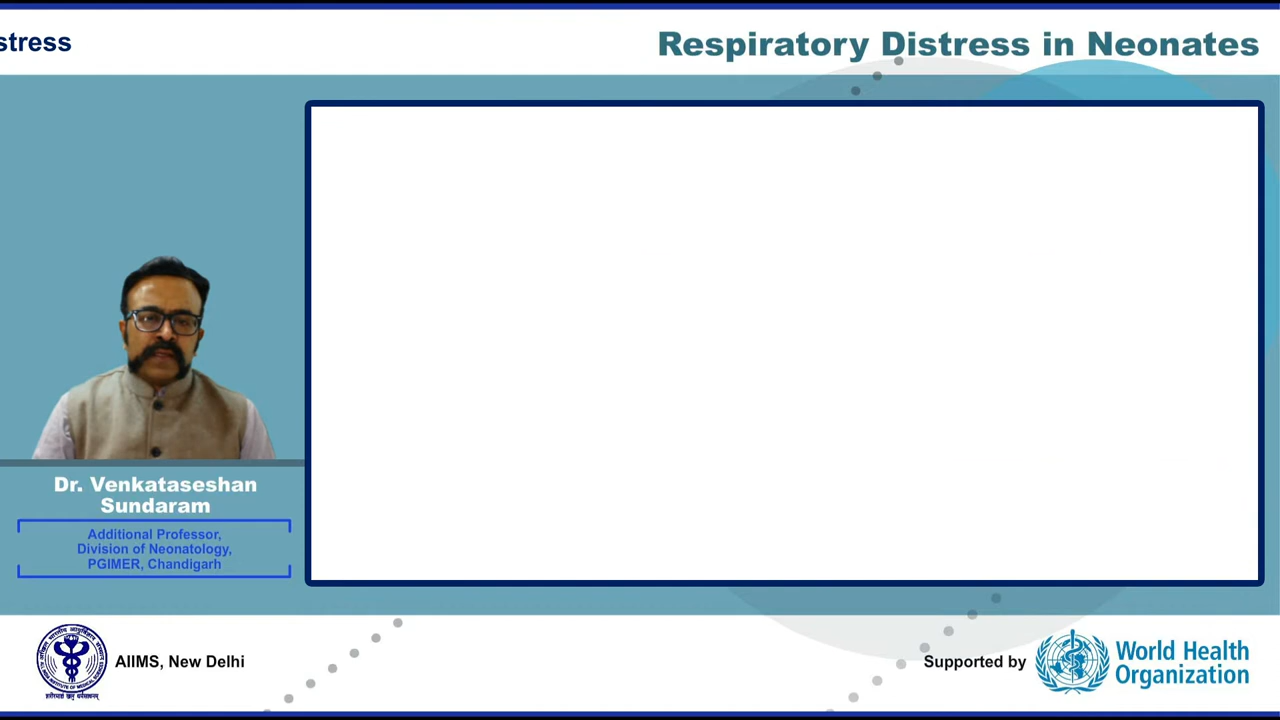 stress
Respiratory Distress in Neonates
Dr. Venkataseshan
Sundaram
Additional Professor,
Division of Neonatology,
PGIMER, Chandigarh
AIIMS, New Delhi
Supported by
World Health
Organization